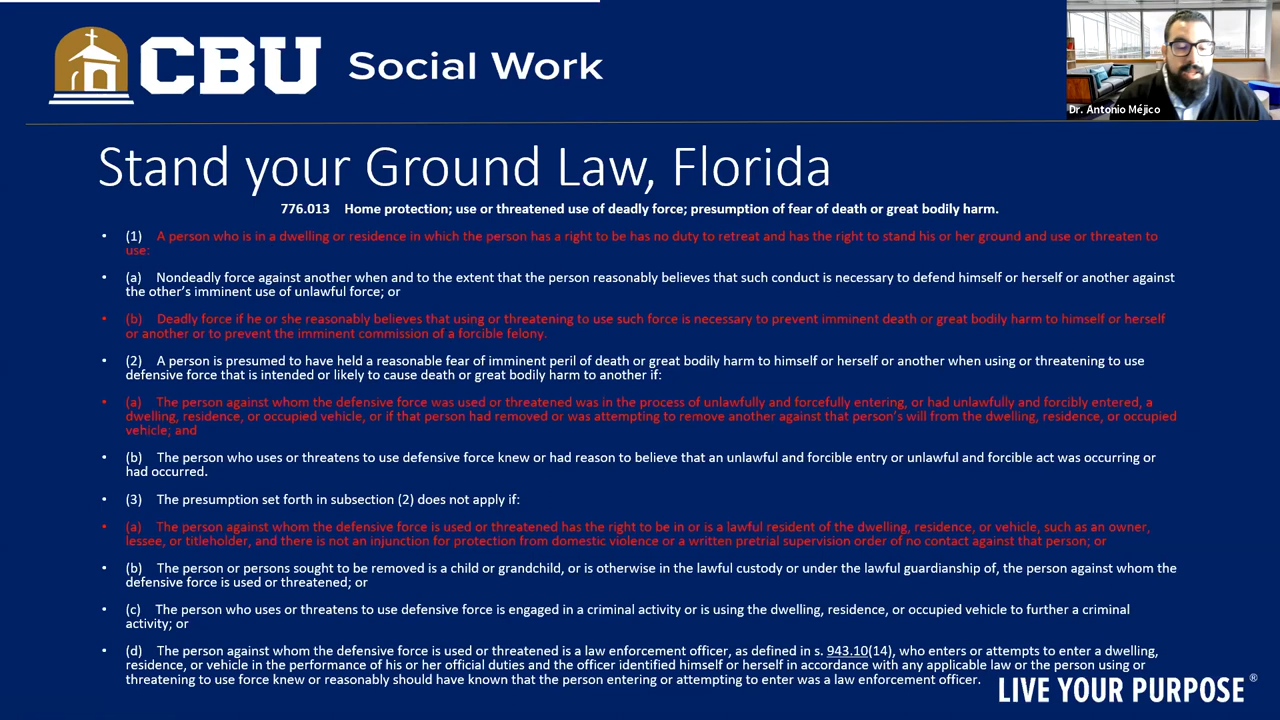 CBU Social Work
Dr. Antonio Méjico
Stand your Ground Law, Florida
776.013 Home protection; use or threatened use of deadly force; presumption of fear of death or great bodily harm.
• (1) A person who is in a dwelling or residence in which the person has a right to be has no duty to retreat and has the right to stand his or her ground and use or threaten to
use:
• (a) Nondeadly force against another when and to the extent that the person reasonably believes that such conduct is necessary to defend himself or herself or another against
the other’s imminent use of unlawful force; or
• (b) Deadly force if he or she reasonably believes that using or threatening to use such force is necessary to prevent imminent death or great bodily harm to himself or herself
or another or to prevent the imminent commission of a forcible felony.
• (2) A person is presumed to have held a reasonable fear of imminent peril of death or great bodily harm to himself or herself or another when using or threatening to use
defensive force that is intended or likely to cause death or great bodily harm to another if:
• (a) The person against whom the defensive force was used or threatened was in the process of unlawfully and forcefully entering, or had unlawfully and forcibly entered, a
dwelling, residence, or occupied vehicle, or if that person had removed or was attempting to remove another against that person’s will from the dwelling, residence, or occupied
vehicle; and
• (b) The person who uses or threatens to use defensive force knew or had reason to believe that an unlawful and forcible entry or unlawful and forcible act was occurring or
had occurred.
• (3) The presumption set forth in subsection (2) does not apply if:
• (a) The person against whom the defensive force is used or threatened has the right to be in or is a lawful resident of the dwelling, residence, or vehicle, such as an owner,
lessee, or titleholder, and there is not an injunction for protection from domestic violence or a written pretrial supervision order of no contact against that person; or
• (b) The person or persons sought to be removed is a child or grandchild, or is otherwise in the lawful custody or under the lawful guardianship of, the person against whom the
defensive force is used or threatened; or
• (c) The person who uses or threatens to use defensive force is engaged in a criminal activity or is using the dwelling, residence, or occupied vehicle to further a criminal
activity; or
• (d) The person against whom the defensive force is used or threatened is a law enforcement officer, as defined in s. 943.10(14), who enters or attempts to enter a dwelling,
residence, or vehicle in the performance of his or her official duties and the officer identified himself or herself in accordance with any applicable law or the person using or
threatening to use force knew or reasonably should have known that the person entering or attempting to enter was a law enforcement officer.
LIVE YOUR PURPOSE®